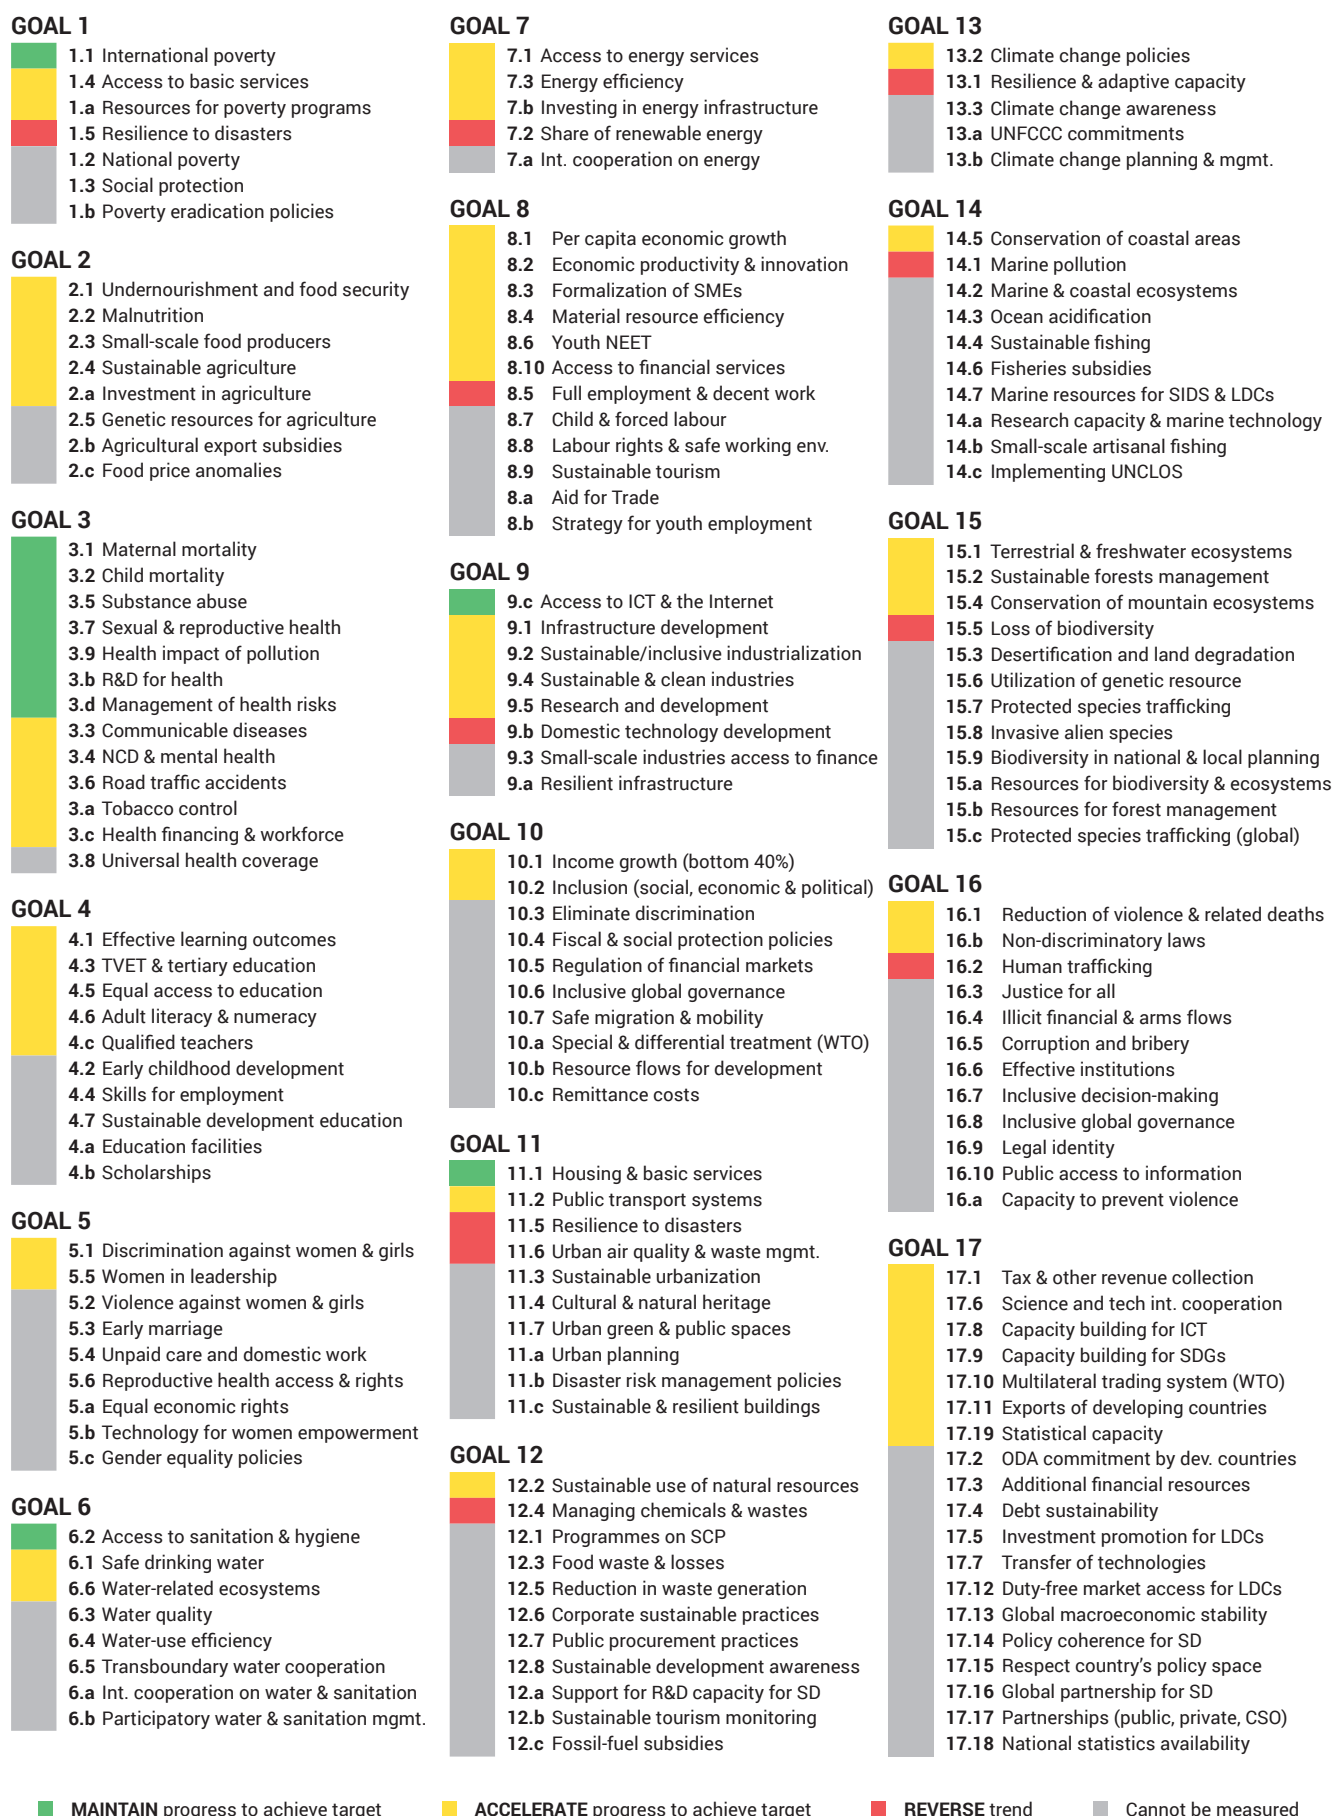 GOAL 1
1.1 International poverty
1.4 Access to basic services
1.a Resources for poverty programs
1.5 Resilience to disasters
1.2 National poverty
1.3 Social protection
1.b Poverty eradication policies
GOAL 2
2.1 Undernourishment and food security
2.2 Malnutrition
2.3 Small-scale food producers
2.4 Sustainable agriculture
2.a Investment in agriculture
2.5 Genetic resources for agriculture
2.b Agricultural export subsidies
2.c Food price anomalies
GOAL 3
3.1 Maternal mortality
3.2 Child mortality
3.5 Substance abuse
3.7 Sexual & reproductive health
3.9 Health impact of pollution
3.b R&D for health
3.d Management of health risks
3.3 Communicable diseases
3.4 NCD & mental health
3.6 Road traffic accidents
3.a Tobacco control
3.c Health financing & workforce
3.8 Universal health coverage
GOAL 4
4.1 Effective learning outcomes
4.3 TVET & tertiary education
4.5 Equal access to education
4.6 Adult literacy & numeracy
4.c Qualified teachers
4.2 Early childhood development
4.4 Skills for employment
4.7 Sustainable development education
4.a Education facilities
4.b Scholarships
GOAL 5
5.1 Discrimination against women & girls
5.5 Women in leadership
5.2 Violence against women & girls
5.3 Early marriage
5.4 Unpaid care and domestic work
5.6 Reproductive health access & rights
5.a Equal economic rights
5.b Technology for women empowerment
5.c Gender equality policies
GOAL 6
6.2 Access to sanitation & hygiene
6.1 Safe drinking water
6.6 Water-related ecosystems
6.3 Water quality
6.4 Water-use efficiency
6.5 Transboundary water cooperation
6.a Int. cooperation on water & sanitation
6.b Participatory water & sanitation mgmt.
GOAL 7
7.1 Access to energy services
7.3 Energy efficiency
7.b Investing in energy infrastructure
7.2 Share of renewable energy
7.a Int. cooperation on energy
GOAL 8
8.1 Per capita economic growth
8.2 Economic productivity & innovation
8.3 Formalization of SMEs
8.4 Material resource efficiency
8.6 Youth NEET
8.10 Access to financial services
8.5 Full employment & decent work
8.7 Child & forced labour
8.8 Labour rights & safe working env.
8.9 Sustainable tourism
8.a Aid for Trade
8.b Strategy for youth employment
GOAL 9
9.c Access to ICT & the Internet
9.1 Infrastructure development
9.2 Sustainable/inclusive industrialization
9.4 Sustainable & clean industries
9.5 Research and development
9.b Domestic technology development
9.3 Small-scale industries access to finance
9.a Resilient infrastructure
GOAL 10
10.1 Income growth (bottom 40%)
10.2 Inclusion (social, economic & political)
10.3 Eliminate discrimination
10.4 Fiscal & social protection policies
10.5 Regulation of financial markets
10.6 Inclusive global governance
10.7 Safe migration & mobility
10.a Special & differential treatment (WTO)
10.b Resource flows for development
10.c Remittance costs
GOAL 11
11.1 Housing & basic services
11.2 Public transport systems
11.5 Resilience to disasters
11.6 Urban air quality & waste mgmt.
11.3 Sustainable urbanization
11.4 Cultural & natural heritage
11.7 Urban green & public spaces
11.a Urban planning
11.b Disaster risk management policies
11.c Sustainable & resilient buildings
GOAL 12
12.2 Sustainable use of natural resources
12.4 Managing chemicals & wastes
12.1 Programmes on SCP
12.3 Food waste & losses
12.5 Reduction in waste generation
12.6 Corporate sustainable practices
12.7 Public procurement practices
12.8 Sustainable development awareness
12.a Support for R&D capacity for SD
12.b Sustainable tourism monitoring
12.c Fossil-fuel subsidies
GOAL 13
13.2 Climate change policies
13.1 Resilience & adaptive capacity
13.3 Climate change awareness
13.a UNFCCC commitments
13.b Climate change planning & mgmt.
GOAL 14
14.5 Conservation of coastal areas
14.1 Marine pollution
14.2 Marine & coastal ecosystems
14.3 Ocean acidification
14.4 Sustainable fishing
14.6 Fisheries subsidies
14.7 Marine resources for SIDS & LDCs
14.a Research capacity & marine technology
14.b Small-scale artisanal fishing
14.c Implementing UNCLOS
GOAL 15
15.1 Terrestrial & freshwater ecosystems
15.2 Sustainable forests management
15.4 Conservation of mountain ecosystems
15.5 Loss of biodiversity
15.3 Desertification and land degradation
15.6 Utilization of genetic resource
15.7 Protected species trafficking
15.8 Invasive alien species
15.9 Biodiversity in national & local planning
15.a Resources for biodiversity & ecosystems
15.b Resources for forest management
15.c Protected species trafficking (global)
GOAL 16
16.1 Reduction of violence & related deaths
16.b Non-discriminatory laws
16.2 Human trafficking
16.3 Justice for all
16.4 Illicit financial & arms flows
16.5 Corruption and bribery
16.6 Effective institutions
16.7 Inclusive decision-making
16.8 Inclusive global governance
16.9 Legal identity
16.10 Public access to information
16.a Capacity to prevent violence
GOAL 17
17.1 Tax & other revenue collection
17.6 Science and tech int. cooperation
17.8 Capacity building for ICT
17.9 Capacity building for SDGs
17.10 Multilateral trading system (WTO)
17.11 Exports of developing countries
17.19 Statistical capacity
17.2 ODA commitment by dev. countries
17.3 Additional financial resources
17.4 Debt sustainability
17.5 Investment promotion for LDCs
17.7 Transfer of technologies
17.12 Duty-free market access for LDCs
17.13 Global macroeconomic stability
17.14 Policy coherence for SD
17.15 Respect country's policy space
17.16 Global partnership for SD
17.17 Partnerships (public, private, CSO)
17.18 National statistics availability
MAINTAIN progress to achieve target
ACCELERATE progress to achieve target
REVERSE trend
Cannot be measured